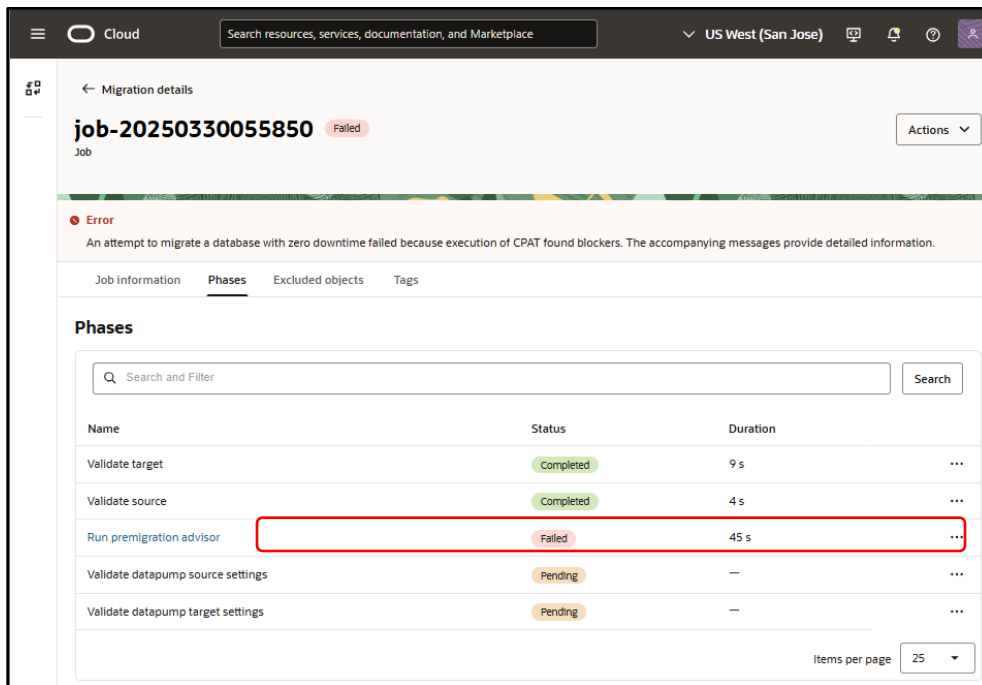 Cloud
Search resources, services, documentation, and Marketplace
US West (San Jose)
Migration details
job-20250330055850 Failed
Actions
Job
Error
An attempt to migrate a database with zero downtime failed because execution of CPAT found blockers. The accompanying messages provide detailed information.
Job information Phases Excluded objects Tags
Phases
Search and Filter Search
Name Status Duration
Validate target Completed 9 s ...
Validate source Completed 4 s ...
Run premigration advisor Failed 45 s ...
Validate datapump source settings Pending — ...
Validate datapump target settings Pending — ...
Items per page 25